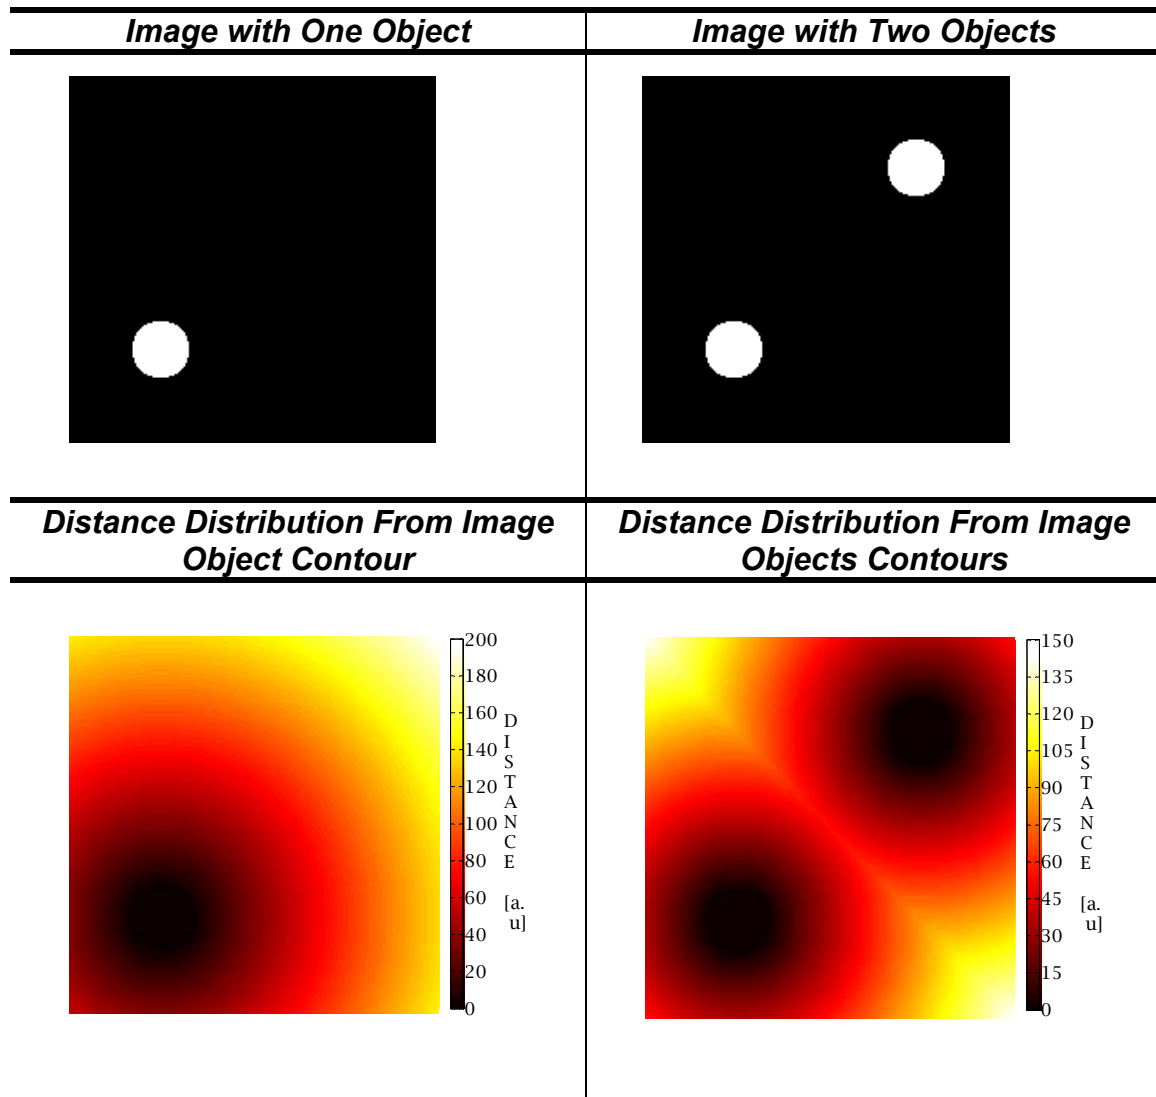 Image with One Object
Image with Two Objects
Distance Distribution From Image
Object Contour
Distance Distribution From Image
Objects Contours
200
180
160
140
120
100
80
60
40
20
0
D
I
S
T
A
N
C
E
[a.
u]
150
135
120
105
90
75
60
45
30
15
0
D
I
S
T
A
N
C
E
[a.
u]